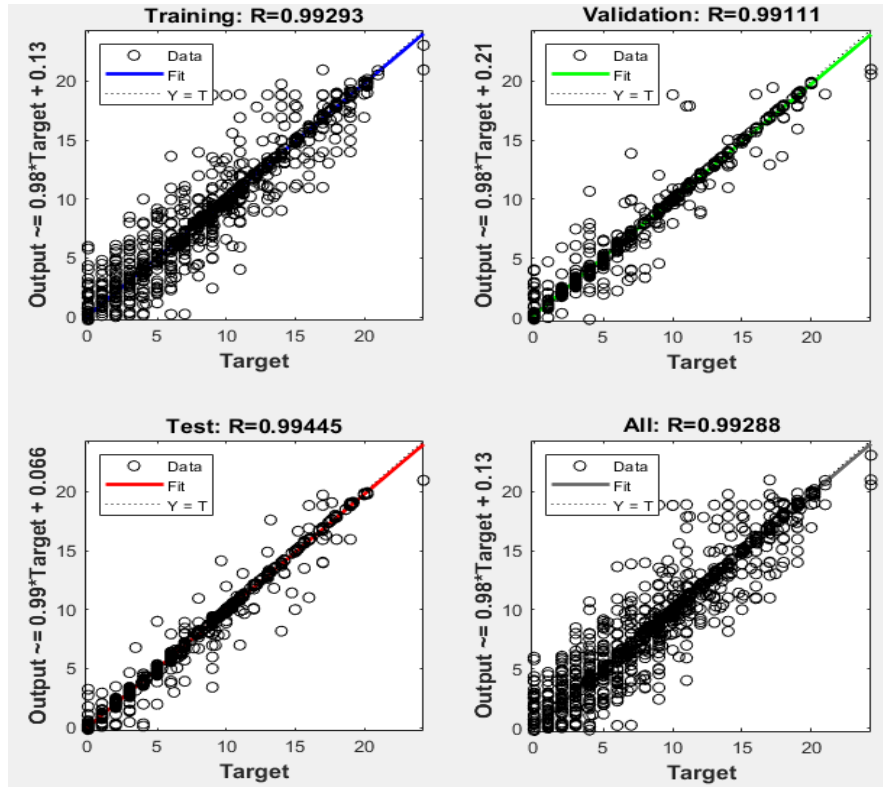 Training: R=0.99293
Output ~= 0.98*Target + 0.13
Data
Fit
Y = T
20
15
10
5
0
0 5 10 15 20
Target
Validation: R=0.99111
Output ~= 0.98*Target + 0.21
Data
Fit
Y = T
20
15
10
5
0
0 5 10 15 20
Target
Test: R=0.99445
Output ~= 0.99*Target + 0.066
Data
Fit
Y = T
20
15
10
5
0
0 5 10 15 20
Target
All: R=0.99288
Output ~= 0.98*Target + 0.13
Data
Fit
Y = T
20
15
10
5
0
0 5 10 15 20
Target